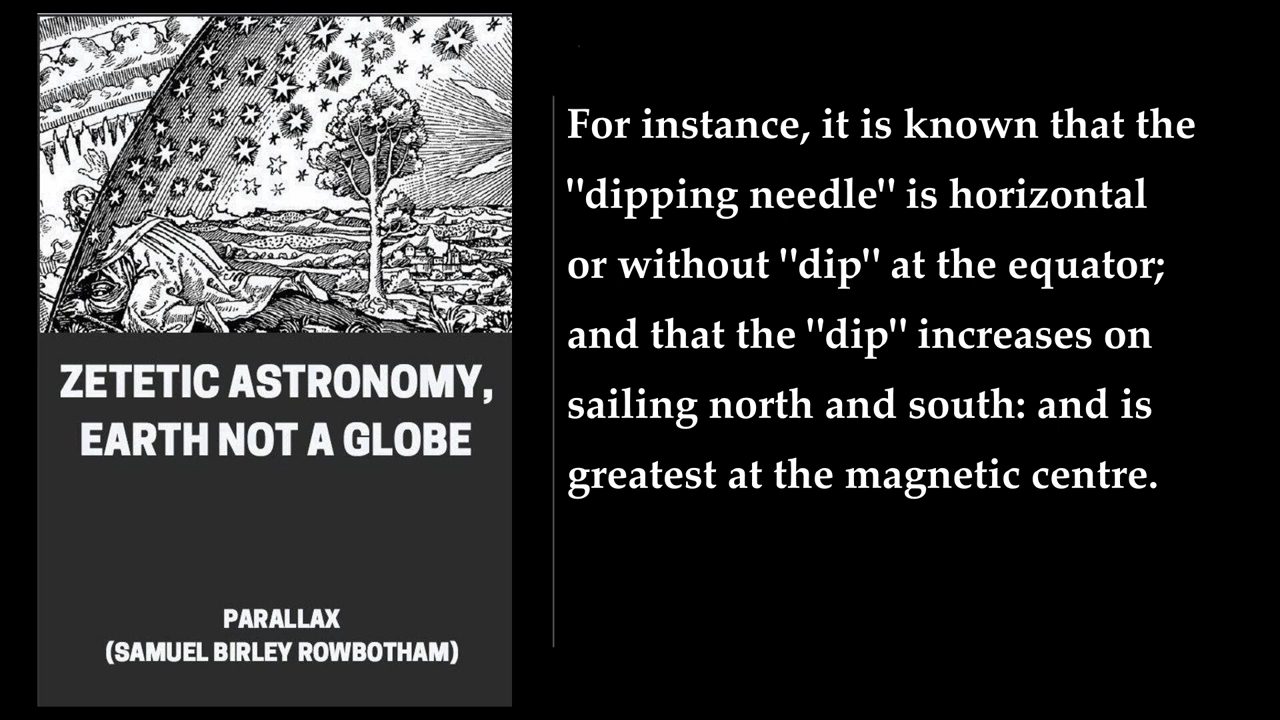 ZETETIC ASTRONOMY,
EARTH NOT A GLOBE
PARALLAX
(SAMUEL BIRLEY ROWBOTHAM)
For instance, it is known that the
"dipping needle" is horizontal
or without "dip" at the equator;
and that the "dip" increases on
sailing north and south: and is
greatest at the magnetic centre.